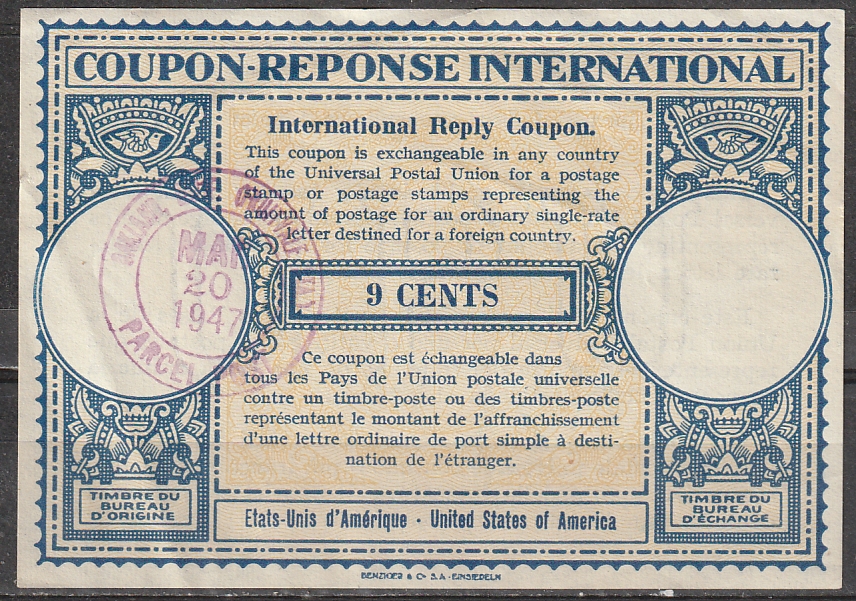 COUPON-REPONSE INTERNATIONAL
International Reply Coupon.
This coupon is exchangeable in any country
of the Universal Postal Union for a postage
stamp or postage stamps representing the
amount of postage for an ordinary single-rate
letter destined for a foreign country.
9 CENTS
Ce coupon est échangeable dans
tous les Pays de l'Union postale universelle
contre un timbre-poste ou des timbres-poste
représentant le montant de l'affranchissement
d'une lettre ordinaire de port simple à desti-
nation de l'étranger.
OAKLAND
MAR
20
1947
PARCEL
TIMBRE DU
BUREAU
D'ORIGINE
Etats-Unis d'Amérique · United States of America
TIMBRE DU
BUREAU
D'ÉCHANGE
BENZIGER & Co S.A.-EINSIEDELN